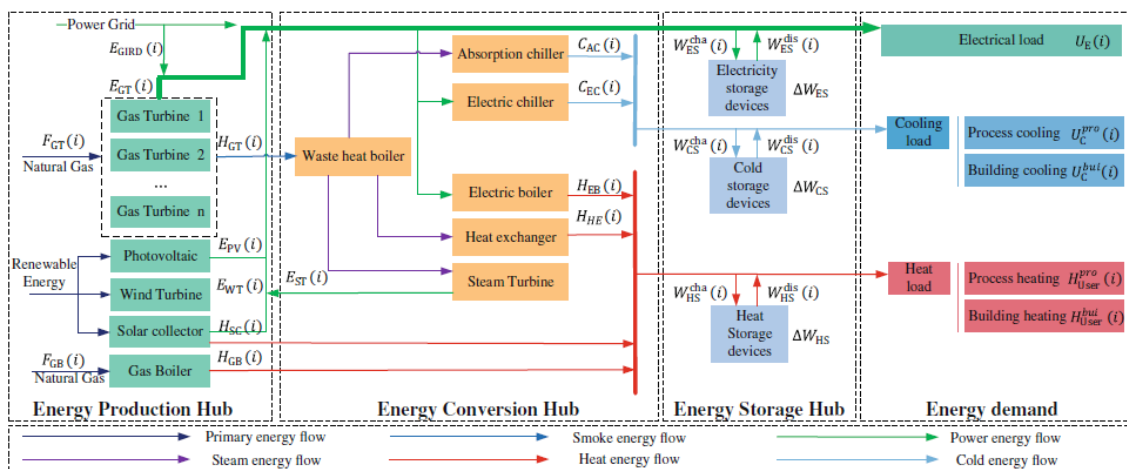 Power Grid
E_GIRD(i)
E_GT(i)
Gas Turbine 1
F_GT(i)
Natural Gas
Gas Turbine 2
H_GT(i)
...
Gas Turbine n
Renewable
Energy
Photovoltaic
E_PV(i)
Wind Turbine
E_WT(i)
Solar collector
H_SC(i)
F_GB(i)
Natural Gas
Gas Boiler
H_GB(i)
Energy Production Hub
Waste heat boiler
Absorption chiller
C_AC(i)
Electric chiller
C_EC(i)
Electric boiler
H_EB(i)
Heat exchanger
H_HE(i)
E_ST(i)
Steam Turbine
Energy Conversion Hub
W_ES^cha(i)
W_ES^dis(i)
Electricity
storage
devices
ΔW_ES
W_CS^cha(i)
W_CS^dis(i)
Cold
storage
devices
ΔW_CS
W_HS^cha(i)
W_HS^dis(i)
Heat
Storage
devices
ΔW_HS
Energy Storage Hub
Electrical load U_E(i)
Cooling
load
Process cooling U_C^pro(i)
Building cooling U_C^bui(i)
Heat
load
Process heating H_User^pro(i)
Building heating H_User^bui(i)
Energy demand
Primary energy flow
Smoke energy flow
Power energy flow
Steam energy flow
Heat energy flow
Cold energy flow